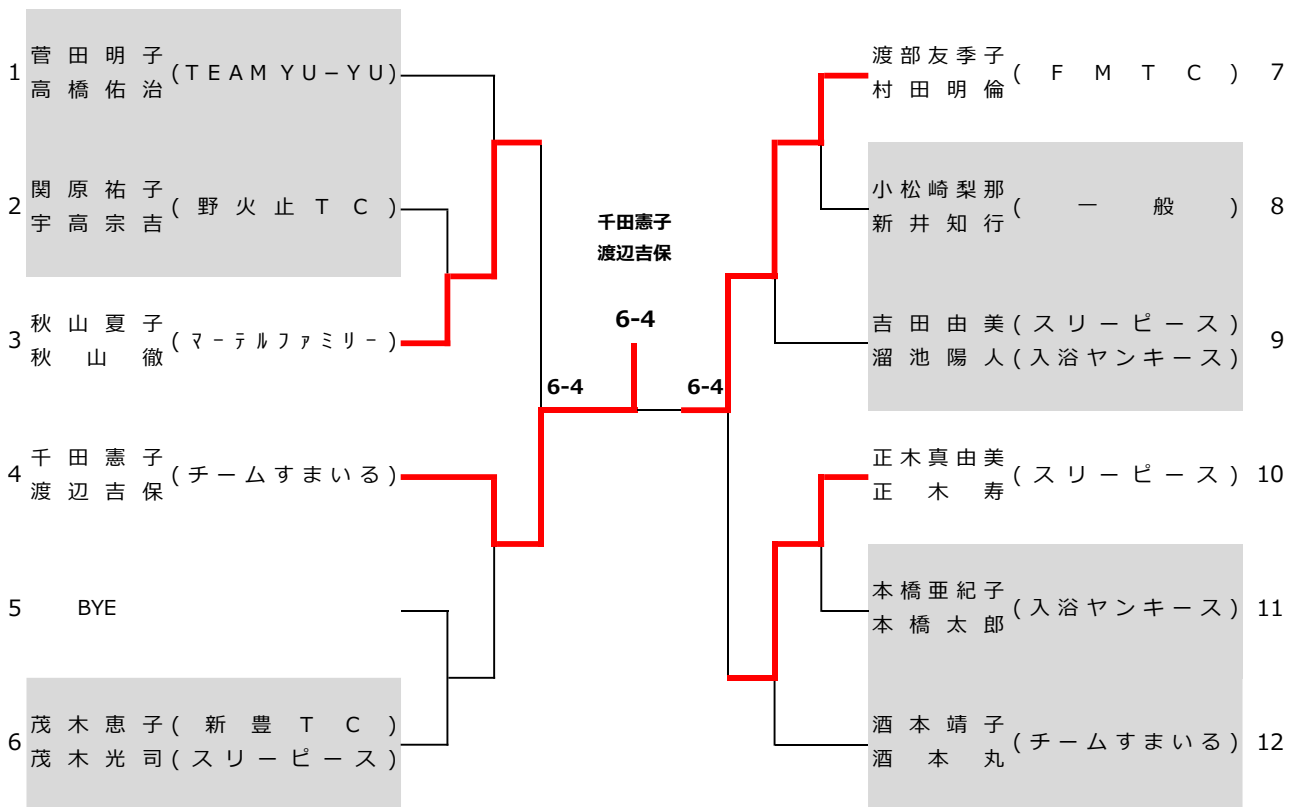 1 菅田明子 (TEAM YU−YU)
高橋佑治
2 関原祐子 (野火止TC)
宇高宗吉
3 秋山夏子 (ﾏｰﾃﾙﾌｧﾐﾘｰ)
秋山徹
4 千田憲子 (チームすまいる)
渡辺吉保
5 BYE
6 茂木恵子 (新豊TC)
茂木光司 (スリーピース)
千田憲子
渡辺吉保
6-4
6-4
6-4
渡部友季子 (FMTC) 7
村田明倫
小松崎梨那 (一般) 8
新井知行
吉田由美 (スリーピース) 9
溜池陽人 (入浴ヤンキース)
正木真由美 (スリーピース) 10
正木寿
本橋亜紀子 (入浴ヤンキース) 11
本橋太郎
酒本靖子 (チームすまいる) 12
酒本丸